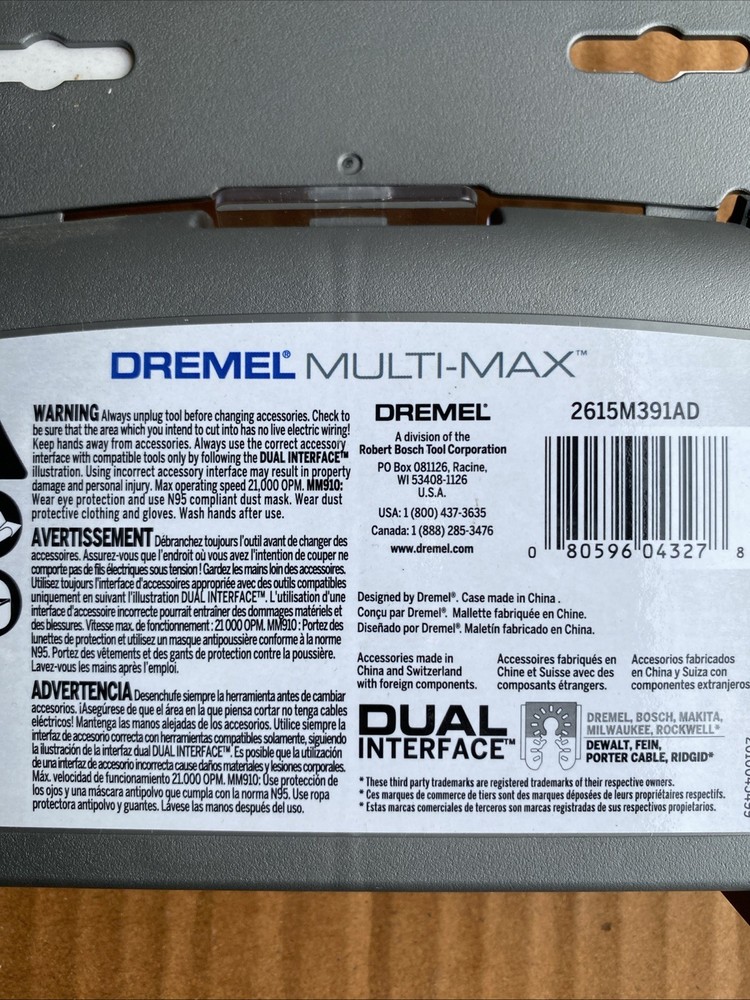 DREMEL® MULTI-MAX™
WARNING Always unplug tool before changing accessories. Check to
be sure that the area which you intend to cut into has no live electric wiring!
Keep hands away from accessories. Always use the correct accessory
interface with compatible tools only by following the DUAL INTERFACE™
illustration. Using incorrect accessory interface may result in property
damage and personal injury. Max operating speed 21,000 OPM. MM910:
Wear eye protection and use N95 compliant dust mask. Wear dust
protective clothing and gloves. Wash hands after use.
AVERTISSEMENT Débranchez toujours l'outil avant de changer des
accessoires. Assurez-vous que l'endroit où vous avez l'intention de couper ne
comporte pas de fils électriques sous tension ! Gardez les mains loin des accessoires.
Utilisez toujours l'interface d'accessoires appropriée avec des outils compatibles
uniquement en suivant l'illustration DUAL INTERFACE™. L'utilisation d'une
interface d'accessoire incorrecte pourrait entraîner des dommages matériels et
des blessures. Vitesse max. de fonctionnement : 21 000 OPM. MM910 : Portez des
lunettes de protection et utilisez un masque antipoussière conforme à la norme
N95. Portez des vêtements et des gants de protection contre la poussière.
Lavez-vous les mains après l'emploi.
ADVERTENCIA Desenchufe siempre la herramienta antes de cambiar
accesorios. ¡Asegúrese de que el área en la que piensa cortar no tenga cables
eléctricos! Mantenga las manos alejadas de los accesorios. Utilice siempre la
interfaz de accesorio correcta con herramientas compatibles solamente, siguiendo
la ilustración de la interfaz dual DUAL INTERFACE™. Es posible que la utilización
de una interfaz de accesorio incorrecta cause daños materiales y lesiones corporales.
Máx. velocidad de funcionamiento 21.000 OPM. MM910: Use protección de
los ojos y una máscara antipolvo que cumpla con la norma N95. Use ropa
protectora antipolvo y guantes. Lávese las manos después del uso.
DREMEL®
A division of the
Robert Bosch Tool Corporation
PO Box 081126, Racine,
WI 53408-1126
U.S.A.
USA: 1 (800) 437-3635
Canada: 1 (888) 285-3476
www.dremel.com
2615M391AD
0 80596 04327 8
Designed by Dremel®. Case made in China .
Conçu par Dremel®. Mallette fabriquée en Chine.
Diseñado por Dremel®. Maletín fabricado en China.
Accessories made in
China and Switzerland
with foreign components.
Accessoires fabriqués en
Chine et Suisse avec des
composants étrangers.
Accesorios fabricados
en China y Suiza con
componentes extranjeros
DUAL
INTERFACE™
DREMEL, BOSCH, MAKITA,
MILWAUKEE, ROCKWELL*
DEWALT, FEIN,
PORTER CABLE, RIDGID*
* These third party trademarks are registered trademarks of their respective owners.
* Ces marques de commerce de tiers sont des marques déposées de leurs propriétaires respectifs.
* Estas marcas comerciales de terceros son marcas registradas de sus respectivos propietarios.